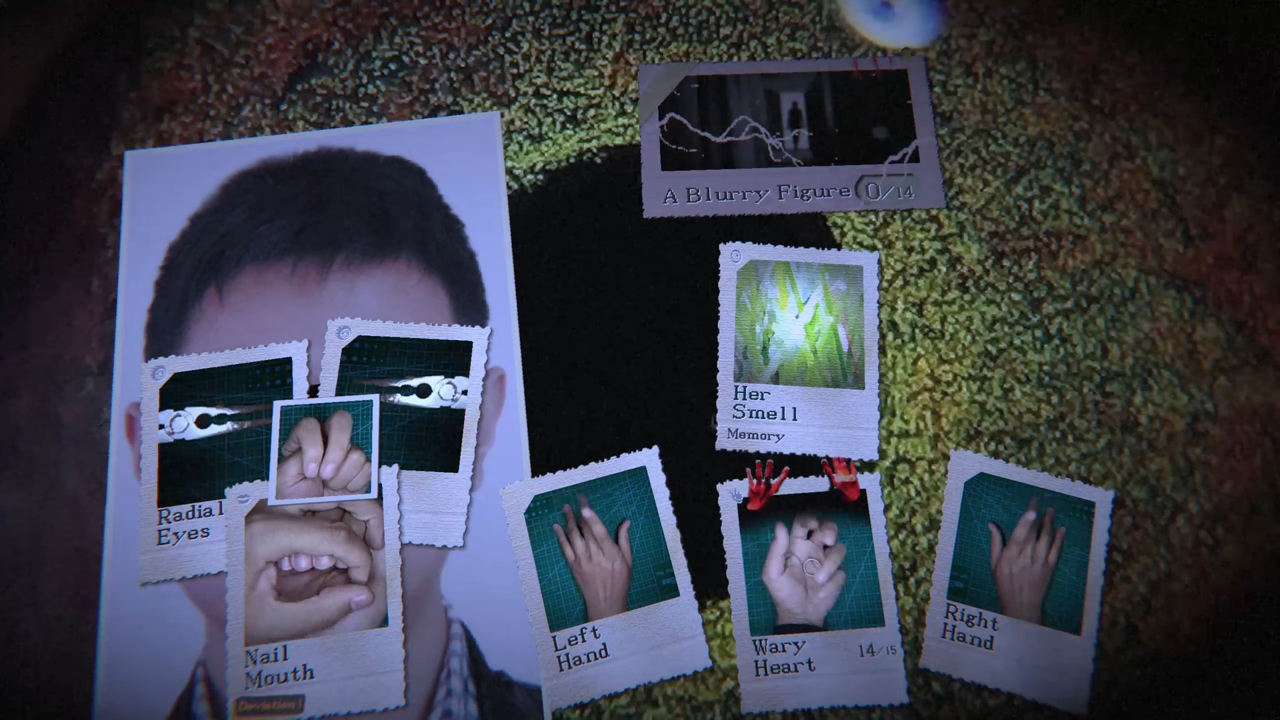 A Blurry Figure 0/14
Her
Smell
Memory
Radial
Eyes
Nail
Mouth
Deviation!
Left
Hand
Wary
Heart
14/15
Right
Hand